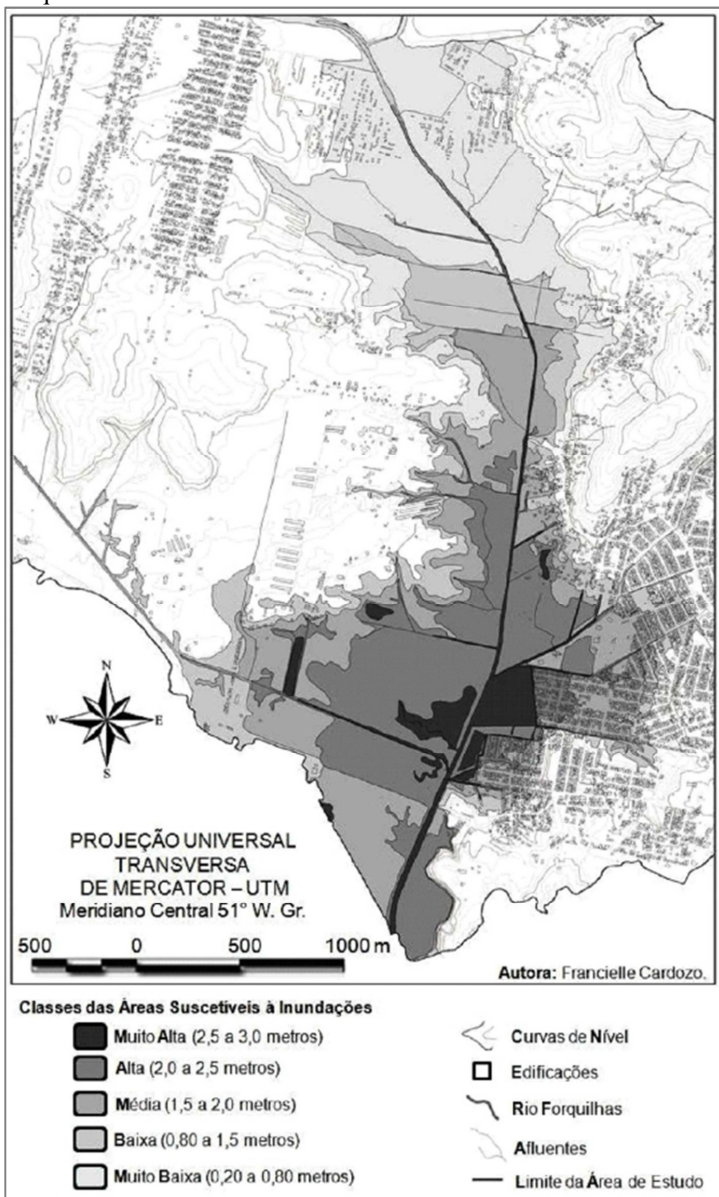 N
W E
S
PROJEÇÃO UNIVERSAL
TRANSVERSA
DE MERCATOR – UTM
Meridiano Central 51° W. Gr.
500 0 500 1000 m
Autora: Francielle Cardozo.
Classes das Áreas Suscetíveis à Inundações
Muito Alta (2,5 a 3,0 metros)
Alta (2,0 a 2,5 metros)
Média (1,5 a 2,0 metros)
Baixa (0,80 a 1,5 metros)
Muito Baixa (0,20 a 0,80 metros)
Curvas de Nível
Edificações
Rio Forquilhas
Afluentes
Limite da Área de Estudo